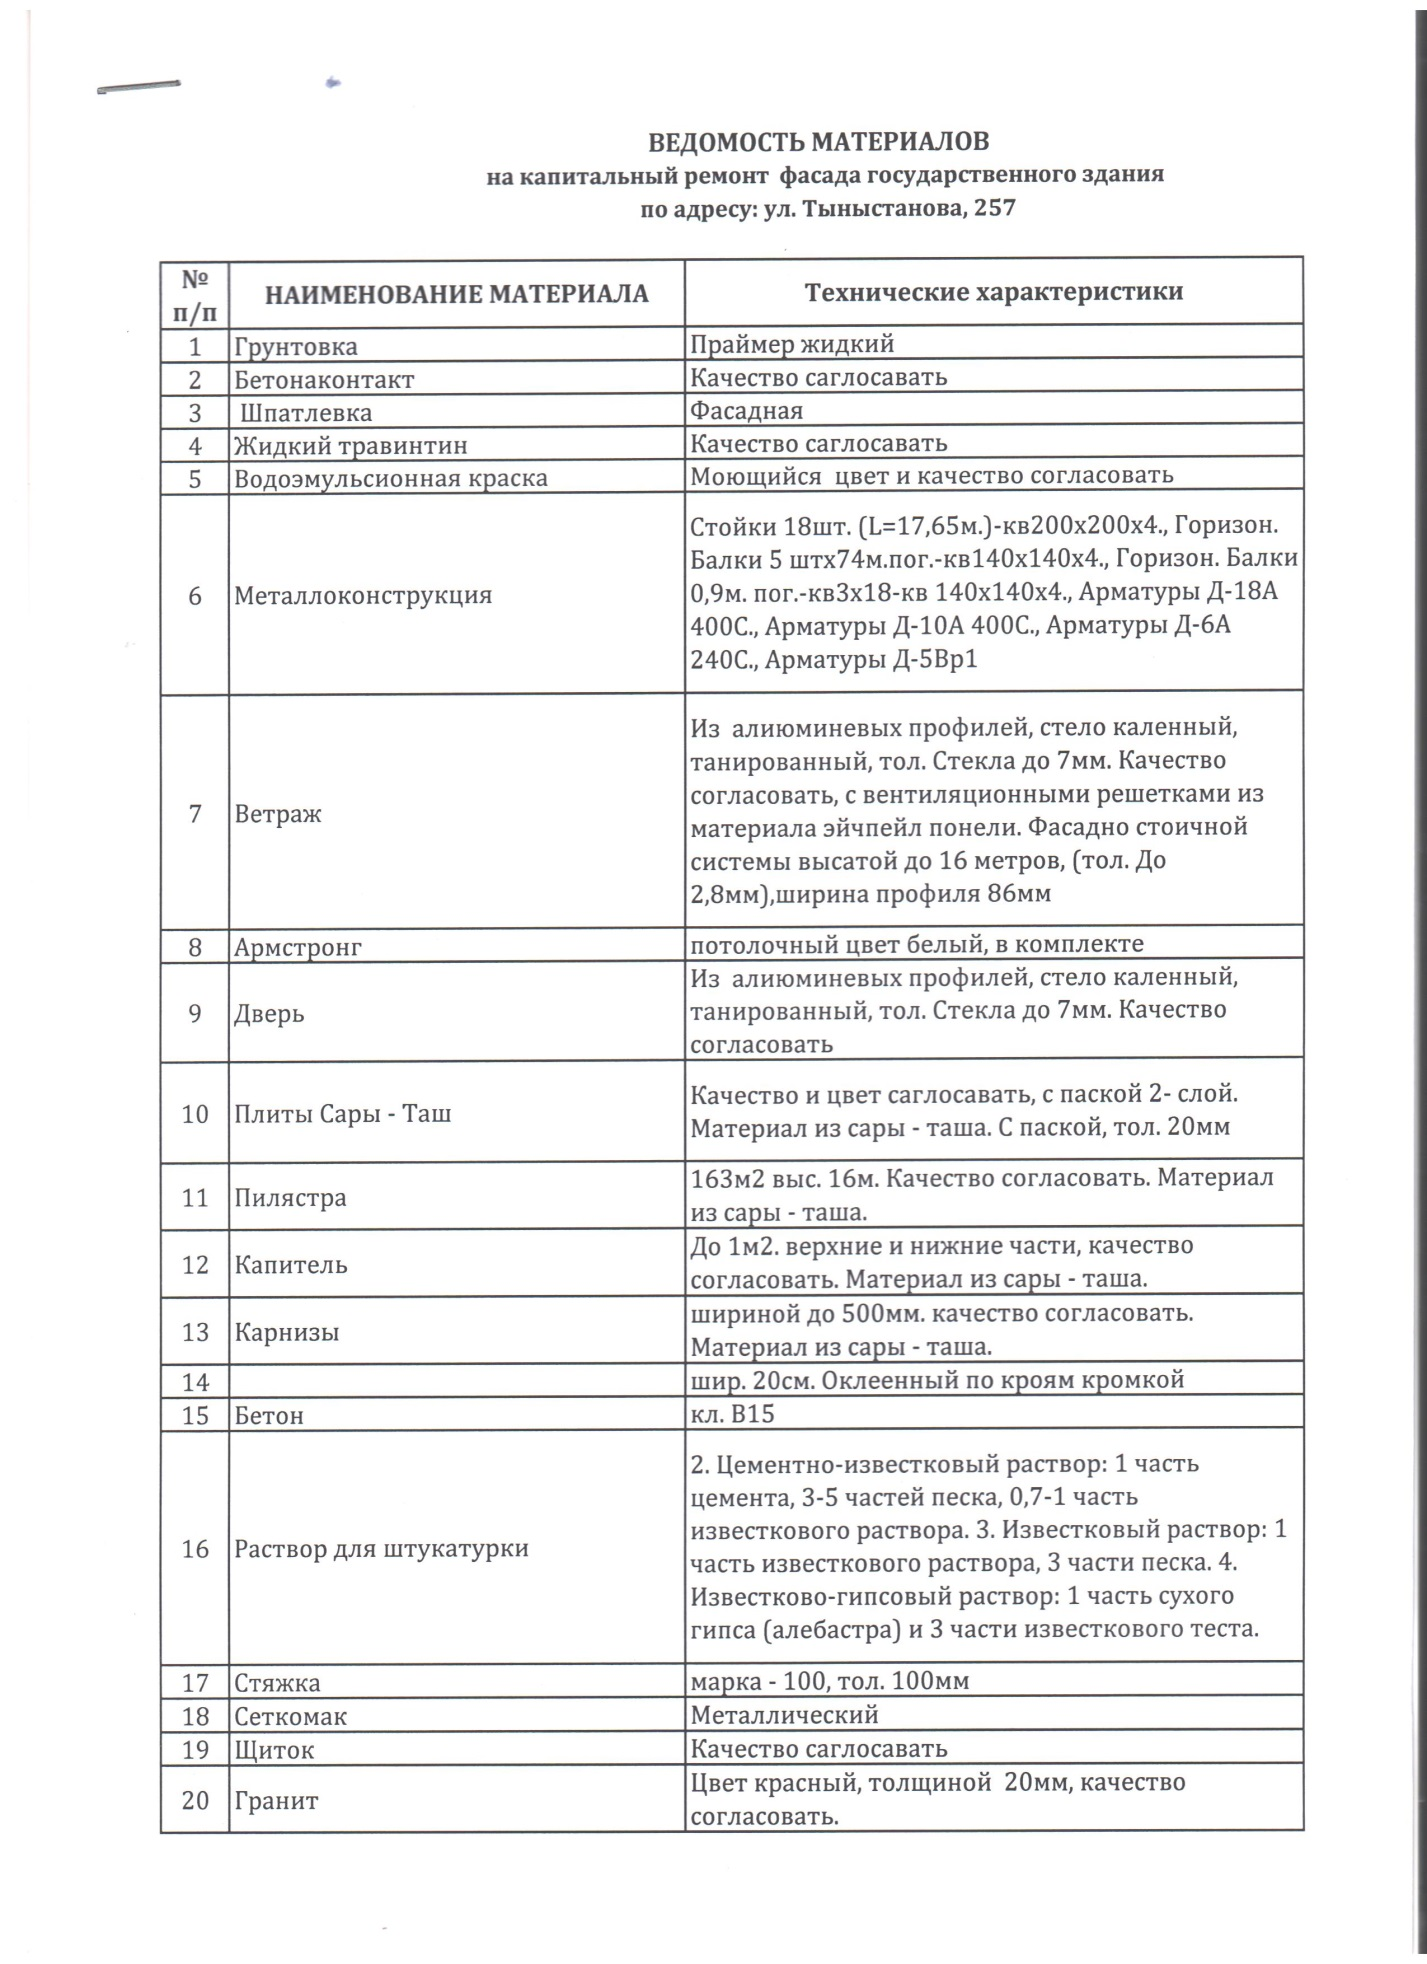 ВЕДОМОСТЬ МАТЕРИАЛОВ
на капитальный ремонт фасада государственного здания
по адресу: ул. Тыныстанова, 257
№ п/п НАИМЕНОВАНИЕ МАТЕРИАЛА Технические характеристики
1 Грунтовка Праймер жидкий
2 Бетонаконтакт Качество саглосавать
3 Шпатлевка Фасадная
4 Жидкий травинтин Качество саглосавать
5 Водоэмульсионная краска Моющийся цвет и качество согласовать
6 Металлоконструкция
Стойки 18шт. (L=17,65м.)-кв200х200х4., Горизон.
Балки 5 штх74м.пог.-кв140х140х4., Горизон. Балки
0,9м. пог.-кв3х18-кв 140х140х4., Арматуры Д-18А
400С., Арматуры Д-10А 400С., Арматуры Д-6А
240С., Арматуры Д-5Вр1
7 Ветраж
Из алиюминевых профилей, стело каленный,
танированный, тол. Стекла до 7мм. Качество
согласовать, с вентиляционными решетками из
материала эйчпейл понели. Фасадно стоичной
системы высатой до 16 метров, (тол. До
2,8мм),ширина профиля 86мм
8 Армстронг потолочный цвет белый, в комплекте
9 Дверь
Из алиюминевых профилей, стело каленный,
танированный, тол. Стекла до 7мм. Качество
согласовать
10 Плиты Сары - Таш
Качество и цвет саглосавать, с паской 2- слой.
Материал из сары - таша. С паской, тол. 20мм
11 Пилястра
163м2 выс. 16м. Качество согласовать. Материал
из сары - таша.
12 Капитель
До 1м2. верхние и нижние части, качество
согласовать. Материал из сары - таша.
13 Карнизы
шириной до 500мм. качество согласовать.
Материал из сары - таша.
14 шир. 20см. Оклеенный по кроям кромкой
15 Бетон кл. В15
16 Раствор для штукатурки
2. Цементно-известковый раствор: 1 часть
цемента, 3-5 частей песка, 0,7-1 часть
известкового раствора. 3. Известковый раствор: 1
часть известкового раствора, 3 части песка. 4.
Известково-гипсовый раствор: 1 часть сухого
гипса (алебастра) и 3 части известкового теста.
17 Стяжка марка - 100, тол. 100мм
18 Сеткомак Металлический
19 Щиток Качество саглосавать
20 Гранит
Цвет красный, толщиной 20мм, качество
согласовать.